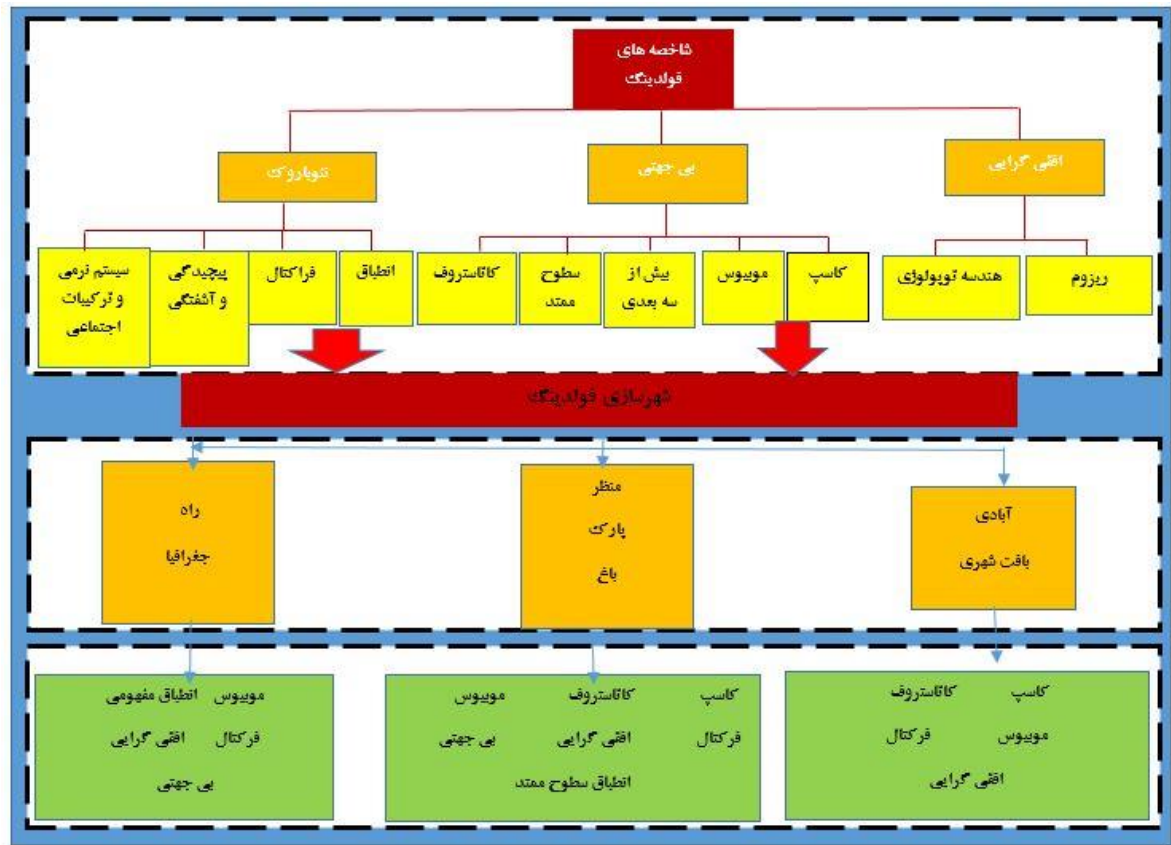 شاخصه های
فولدینگ
افقی گرایی
بی جهتی
نئوباروک
ریزوم
هندسه توپولوژی
کاسپ
موبیوس
بیش از
سه بعدی
سطوح
ممتد
کاتاستروف
انطباق
فراکتال
پیچیدگی
و آشفتگی
سیستم نرمی
و ترکیبات
اجتماعی
شهرسازی فولدینگ
آبادی
بافت شهری
منظر
پارک
باغ
راه
جغرافیا
کاسپ کاتاستروف
موبیوس فرکتال
افقی گرایی
کاسپ کاتاستروف موبیوس
فرکتال افقی گرایی بی جهتی
انطباق سطوح ممتد
موبیوس انطباق مفهومی
فرکتال افقی گرایی
بی جهتی